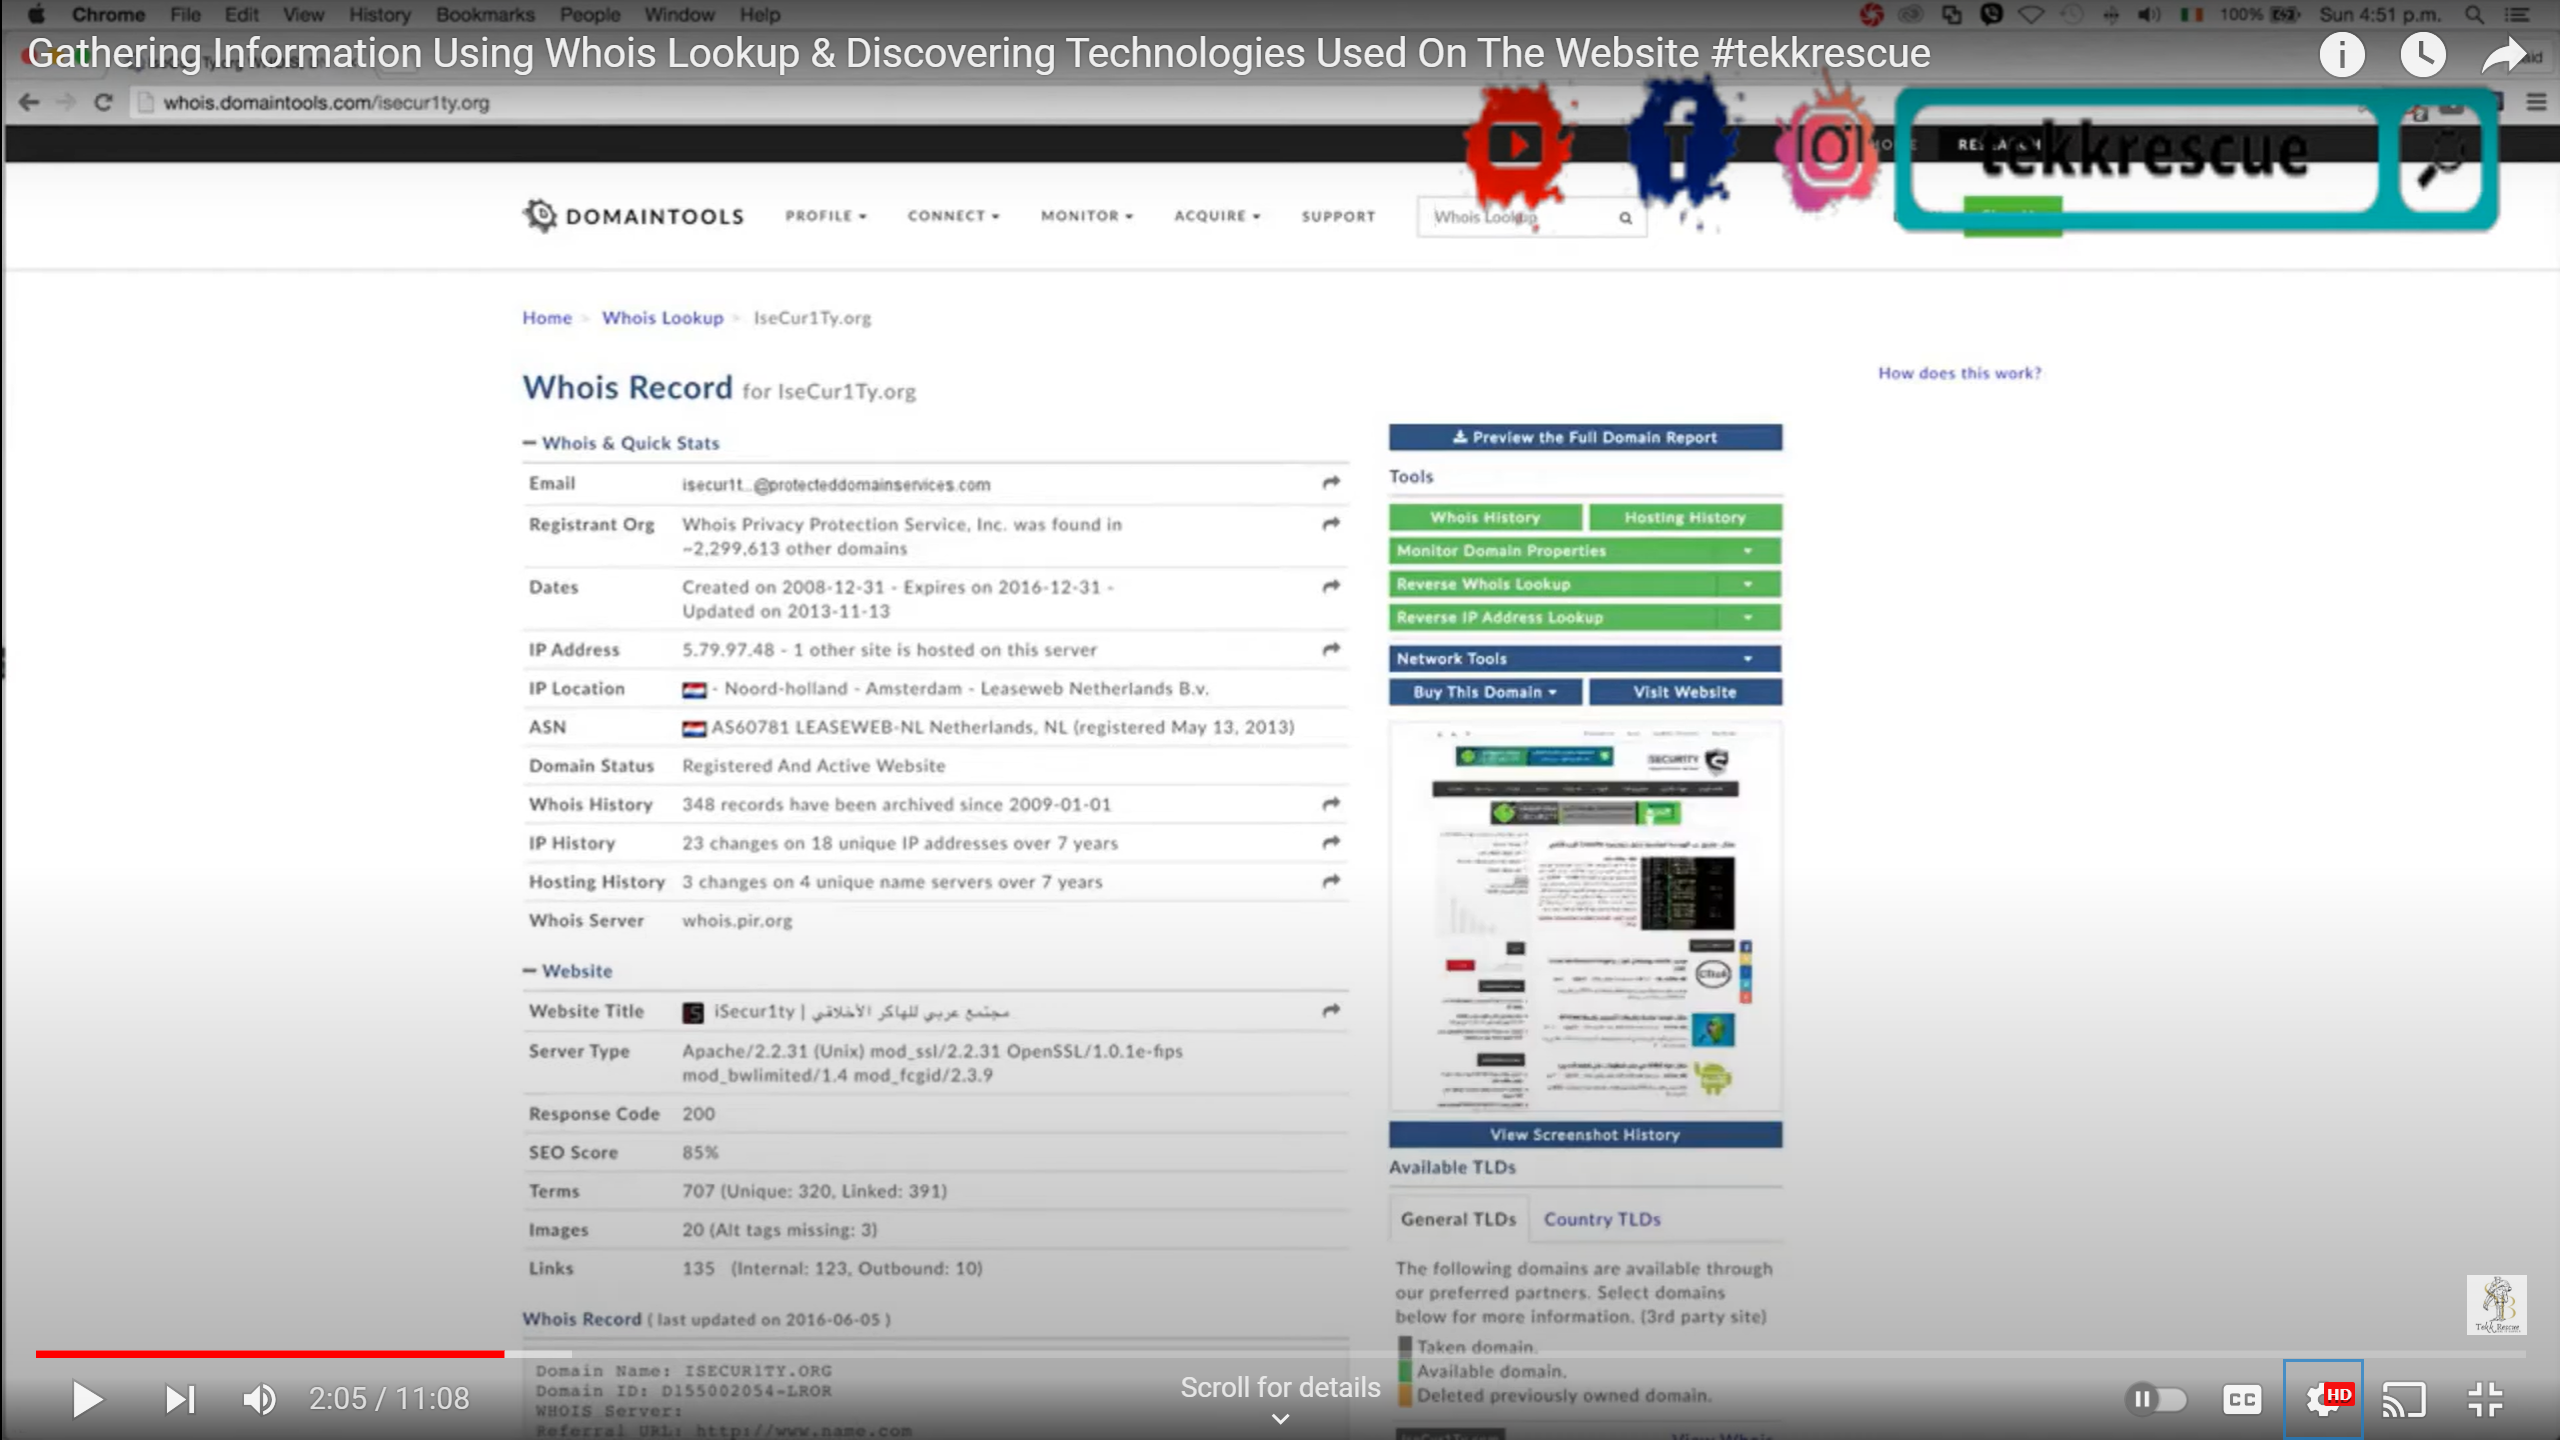 Chrome File Edit View History Bookmarks People Window Help 100% Sun 4:51 p.m.
Gathering Information Using Whois Lookup & Discovering Technologies Used On The Website #tekkrescue
whois.domaintools.com/isecur1ty.org
tekkrescue
DOMAINTOOLS PROFILE CONNECT MONITOR ACQUIRE SUPPORT Whois Lookup
Home > Whois Lookup > IseCur1Ty.org
How does this work?
Whois Record for IseCur1Ty.org
Whois & Quick Stats
Email isecur1t...@protecteddomainservices.com
Registrant Org Whois Privacy Protection Service, Inc. was found in
~2,299,613 other domains
Dates Created on 2008-12-31 - Expires on 2016-12-31 -
Updated on 2013-11-13
IP Address 5.79.97.48 - 1 other site is hosted on this server
IP Location - Noord-holland - Amsterdam - Leaseweb Netherlands B.v.
ASN AS60781 LEASEWEB-NL Netherlands, NL (registered May 13, 2013)
Domain Status Registered And Active Website
Whois History 348 records have been archived since 2009-01-01
IP History 23 changes on 18 unique IP addresses over 7 years
Hosting History 3 changes on 4 unique name servers over 7 years
Whois Server whois.pir.org
Website
Website Title iSecur1ty | مجتمع عربي للهاكر الأخلاقي
Server Type Apache/2.2.31 (Unix) mod_ssl/2.2.31 OpenSSL/1.0.1e-fips
mod_bwlimited/1.4 mod_fcgid/2.3.9
Response Code 200
SEO Score 85%
Terms 707 (Unique: 320, Linked: 391)
Images 20 (Alt tags missing: 3)
Links 135 (Internal: 123, Outbound: 10)
Whois Record ( last updated on 2016-06-05 )
Domain Name: ISECUR1TY.ORG
Domain ID: D155002054-LROR
WHOIS Server:
Referral URL: http://www.name.com
Preview the Full Domain Report
Tools
Whois History Hosting History
Monitor Domain Properties
Reverse Whois Lookup
Reverse IP Address Lookup
Network Tools
Buy This Domain Visit Website
SECURITY
View Screenshot History
Available TLDs
General TLDs Country TLDs
The following domains are available through
our preferred partners. Select domains
below for more information. (3rd party site)
Taken domain.
Available domain.
Deleted previously owned domain.
IseCur1Ty.com View Whois
Tekk Rescue
2:05 / 11:08
Scroll for details
CC
HD